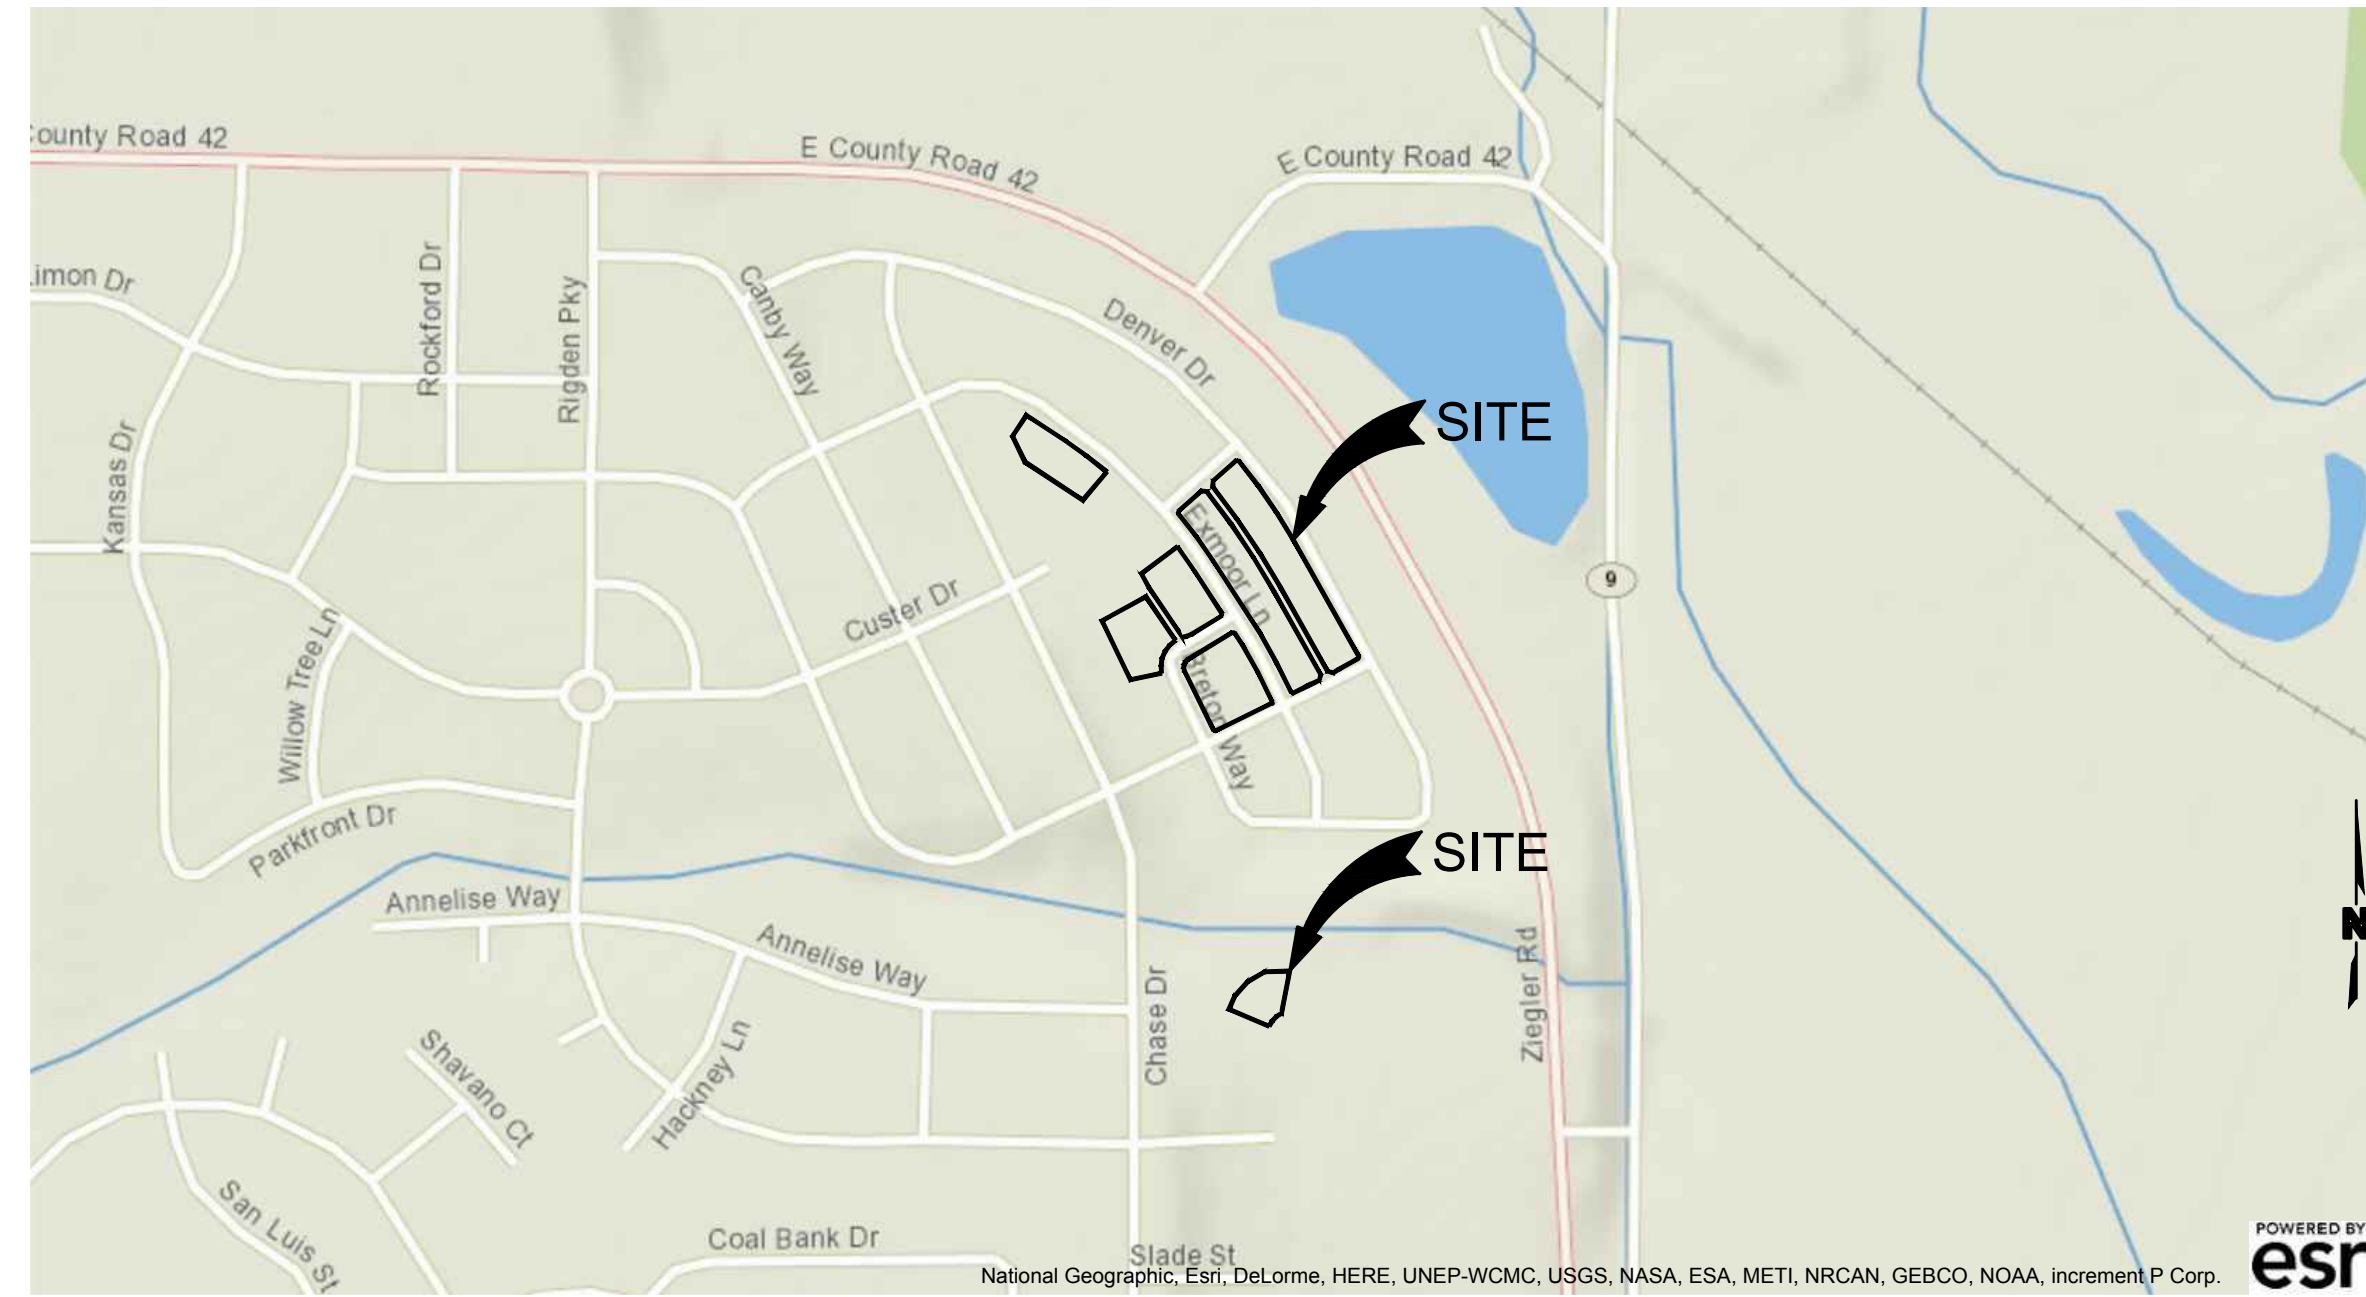 ounty Road 42
E County Road 42
E County Road 42
imon Dr
Rockford Dr
Rigden Pky
Canby Way
Denver Dr
SITE
Kansas Dr
Exmoor Ln
9
Custer Dr
Willow Tree Ln
Breton Way
Parkfront Dr
SITE
Annelise Way
N
Annelise Way
Ziegler Rd
Chase Dr
Shavano Ct
Hackney Ln
San Luis St
Coal Bank Dr
Slade St
National Geographic, Esri, DeLorme, HERE, UNEP-WCMC, USGS, NASA, ESA, METI, NRCAN, GEBCO, NOAA, increment P Corp.
POWERED BY
esr